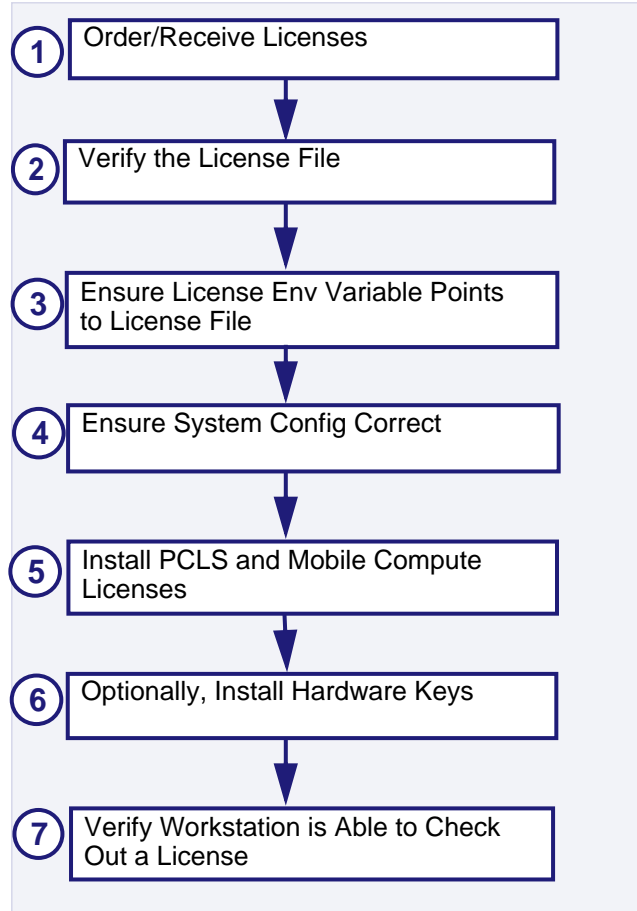 1
Order/Receive Licenses
2
Verify the License File
3
Ensure License Env Variable Points
to License File
4
Ensure System Config Correct
5
Install PCLS and Mobile Compute
Licenses
6
Optionally, Install Hardware Keys
7
Verify Workstation is Able to Check
Out a License